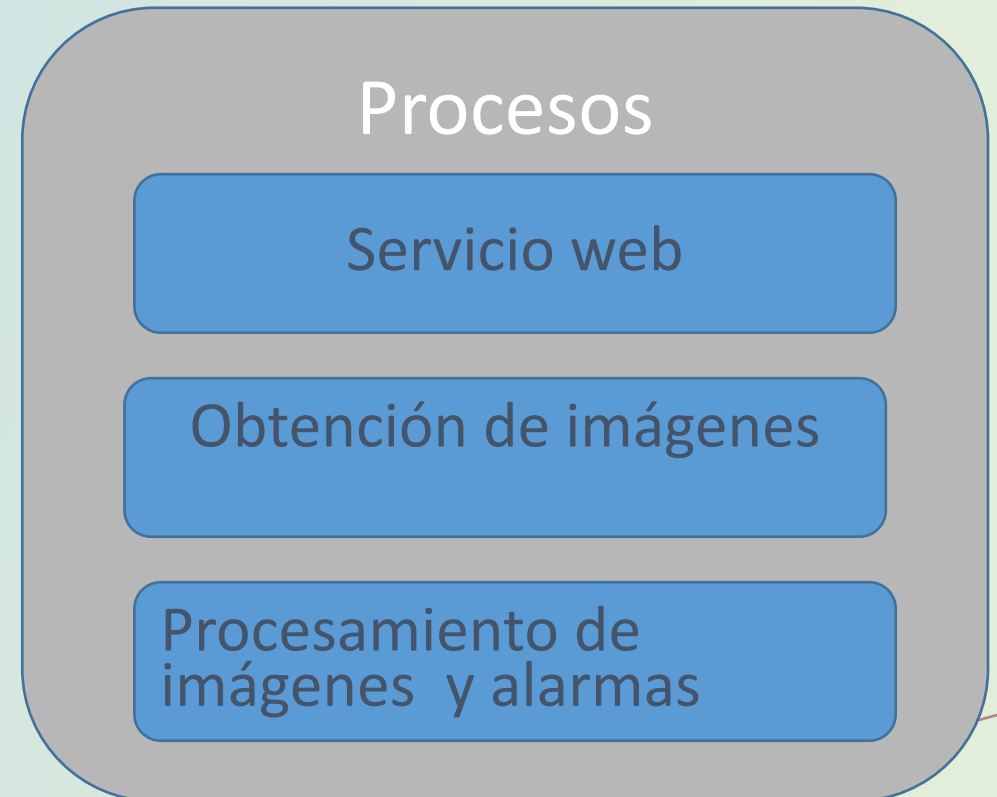 Procesos
Servicio web
Obtención de imágenes
Procesamiento de
imágenes  y alarmas